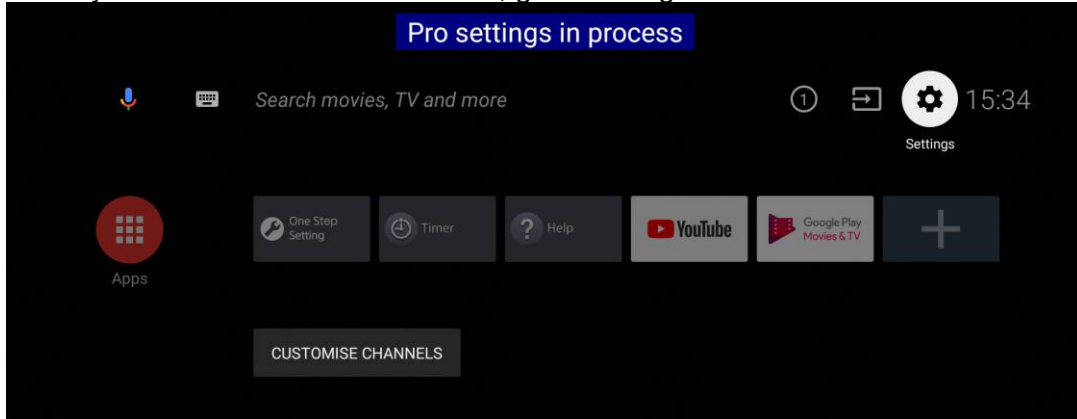 Pro settings in process
Search movies, TV and more
1
15:34
Settings
One Step
Setting
Timer
? Help
YouTube
Google Play
Movies & TV
Apps
CUSTOMISE CHANNELS